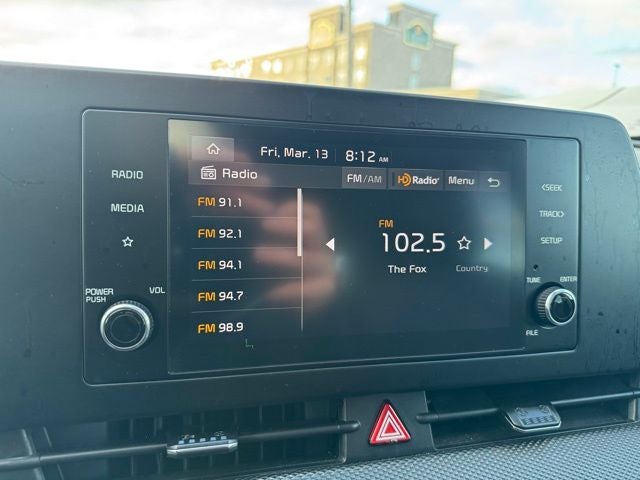 Fri, Mar. 13 8:12 AM
Radio FM/AM HD Radio Menu
FM 91.1
FM 92.1
FM 94.1
FM 94.7
FM 98.9
FM
102.5
The Fox Country
RADIO
MEDIA
POWER
PUSH
VOL
<SEEK
TRACK>
SETUP
TUNE ENTER
FILE